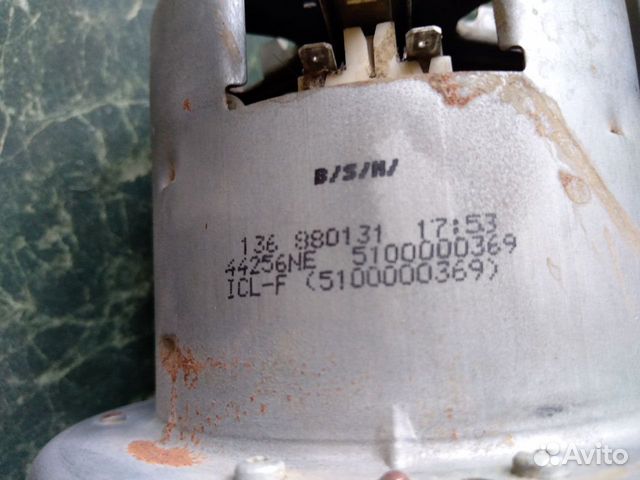 B/S/H/
136 880131 17:53
44256NE 5100000369
ICL-F (5100000369)
Avito